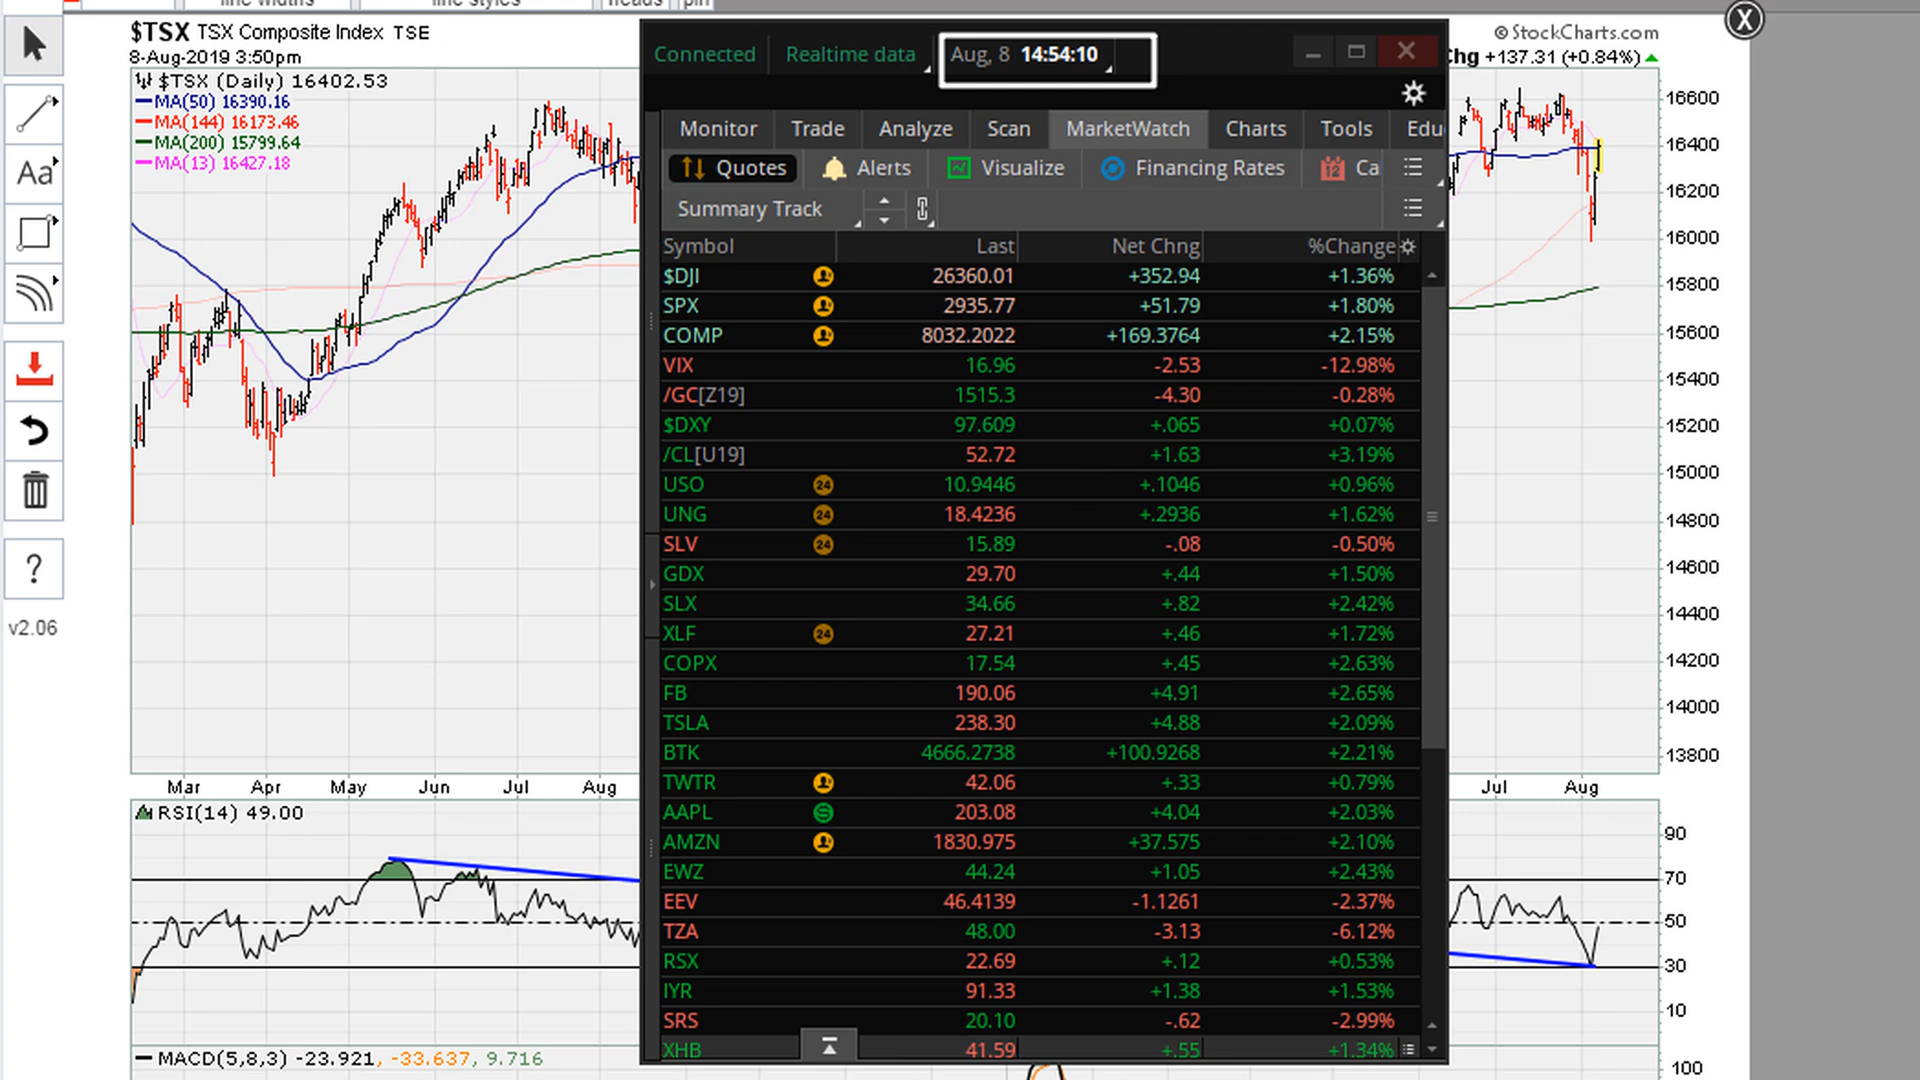 line widths line styles heads pin
$TSX TSX Composite Index TSE
© StockCharts.com
8-Aug-2019 3:50pm
Chg +137.31 (+0.84%)
$TSX (Daily) 16402.53
MA(50) 16390.16
MA(144) 16173.46
MA(200) 15799.64
MA(13) 16427.18
Aa
?
v2.06
X
Connected Realtime data Aug, 8 14:54:10
Monitor Trade Analyze Scan MarketWatch Charts Tools Edu
Quotes Alerts Visualize Financing Rates 12 Ca
Summary Track
Symbol Last Net Chng %Change
$DJI 26360.01 +352.94 +1.36%
SPX 2935.77 +51.79 +1.80%
COMP 8032.2022 +169.3764 +2.15%
VIX 16.96 -2.53 -12.98%
/GC[Z19] 1515.3 -4.30 -0.28%
$DXY 97.609 +.065 +0.07%
/CL[U19] 52.72 +1.63 +3.19%
USO 24 10.9446 +.1046 +0.96%
UNG 24 18.4236 +.2936 +1.62%
SLV 24 15.89 -.08 -0.50%
GDX 29.70 +.44 +1.50%
SLX 34.66 +.82 +2.42%
XLF 24 27.21 +.46 +1.72%
COPX 17.54 +.45 +2.63%
FB 190.06 +4.91 +2.65%
TSLA 238.30 +4.88 +2.09%
BTK 4666.2738 +100.9268 +2.21%
TWTR 42.06 +.33 +0.79%
AAPL 203.08 +4.04 +2.03%
AMZN 1830.975 +37.575 +2.10%
EWZ 44.24 +1.05 +2.43%
EEV 46.4139 -1.1261 -2.37%
TZA 48.00 -3.13 -6.12%
RSX 22.69 +.12 +0.53%
IYR 91.33 +1.38 +1.53%
SRS 20.10 -.62 -2.99%
XHB 41.59 +.55 +1.34%
16600
16400
16200
16000
15800
15600
15400
15200
15000
14800
14600
14400
14200
14000
13800
Mar Apr May Jun Jul Aug
Jul Aug
RSI(14) 49.00
90
70
50
30
10
MACD(5,8,3) -23.921, -33.637, 9.716
100